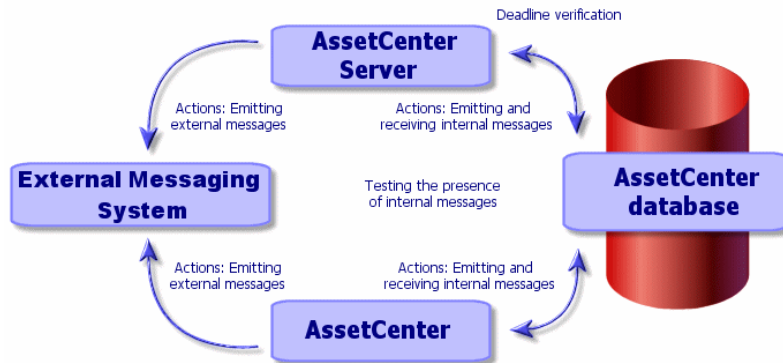 Deadline verification
AssetCenter
Server
Actions: Emitting
external messages
Actions: Emitting and
receiving internal messages
External Messaging
System
Testing the presence
of internal messages
AssetCenter
database
Actions: Emitting
external messages
Actions: Emitting and
receiving internal messages
AssetCenter